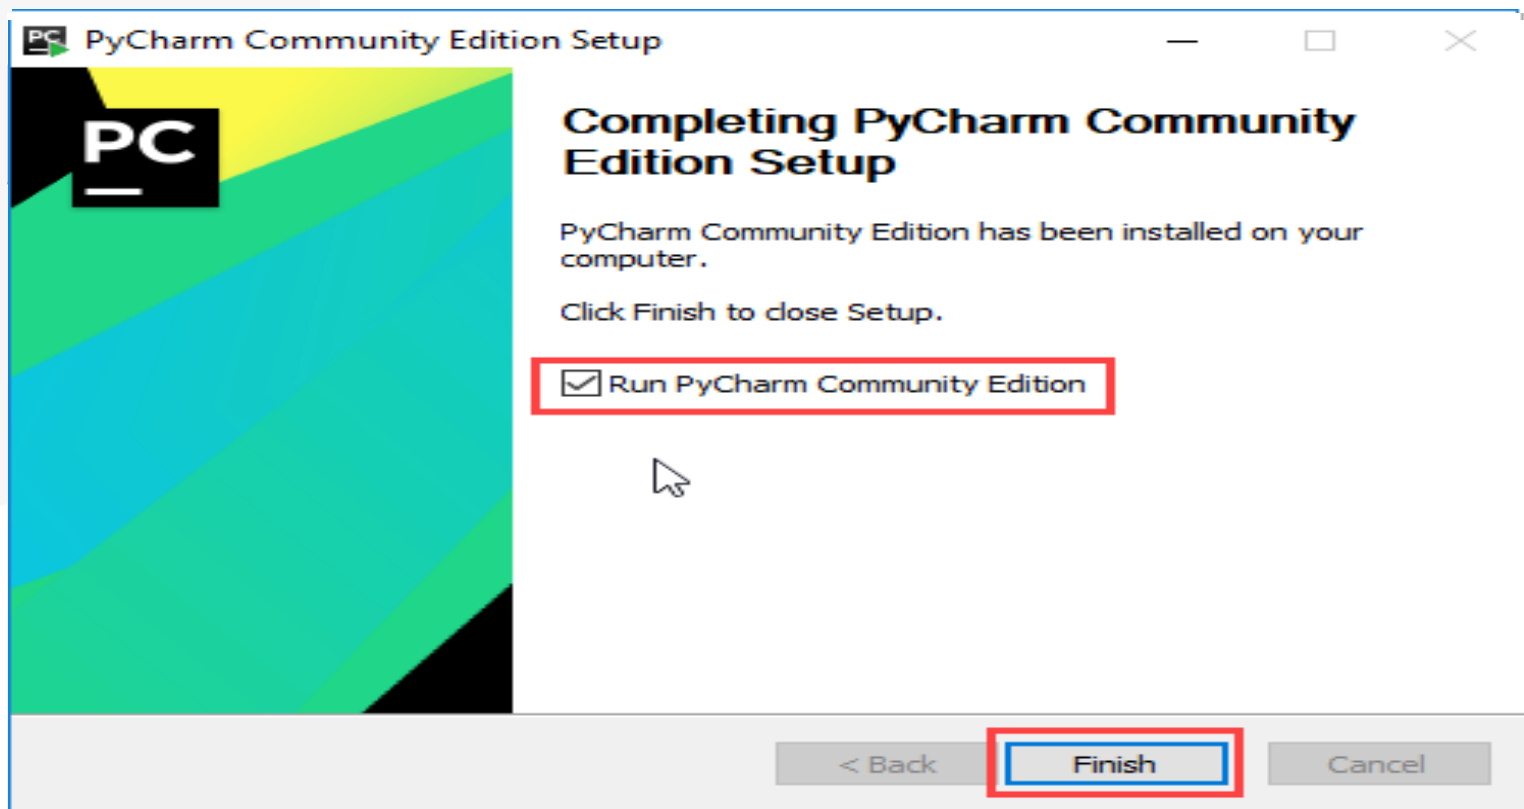 PC PyCharm Community Edition Setup
PC
Completing PyCharm Community
Edition Setup
PyCharm Community Edition has been installed on your
computer.
Click Finish to close Setup.
Run PyCharm Community Edition
< Back Finish Cancel